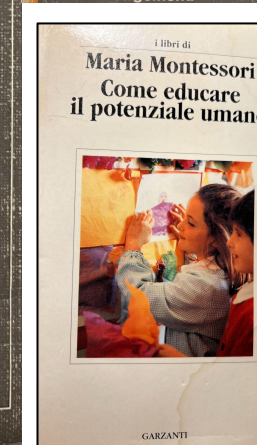 i libri di
Maria Montessori
Come educare
il potenziale uman
GARZANTI